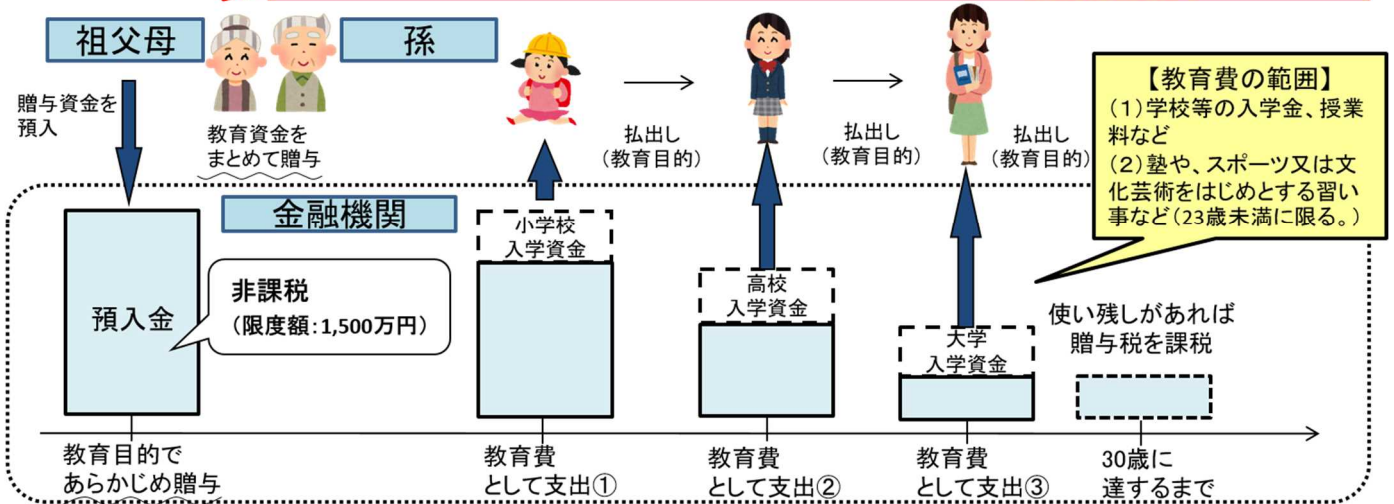 祖父母
孫
贈与資金を
預入
教育資金を
まとめて贈与
払出し
(教育目的)
払出し
(教育目的)
払出し
(教育目的)
【教育費の範囲】
(1)学校等の入学金、授業
料など
(2)塾や、スポーツ又は文
化芸術をはじめとする習い
事など(23歳未満に限る。)
金融機関
預入金
非課税
(限度額:1,500万円)
小学校
入学資金
高校
入学資金
大学
入学資金
使い残しがあれば
贈与税を課税
教育目的で
あらかじめ贈与
教育費
として支出①
教育費
として支出②
教育費
として支出③
30歳に
達するまで